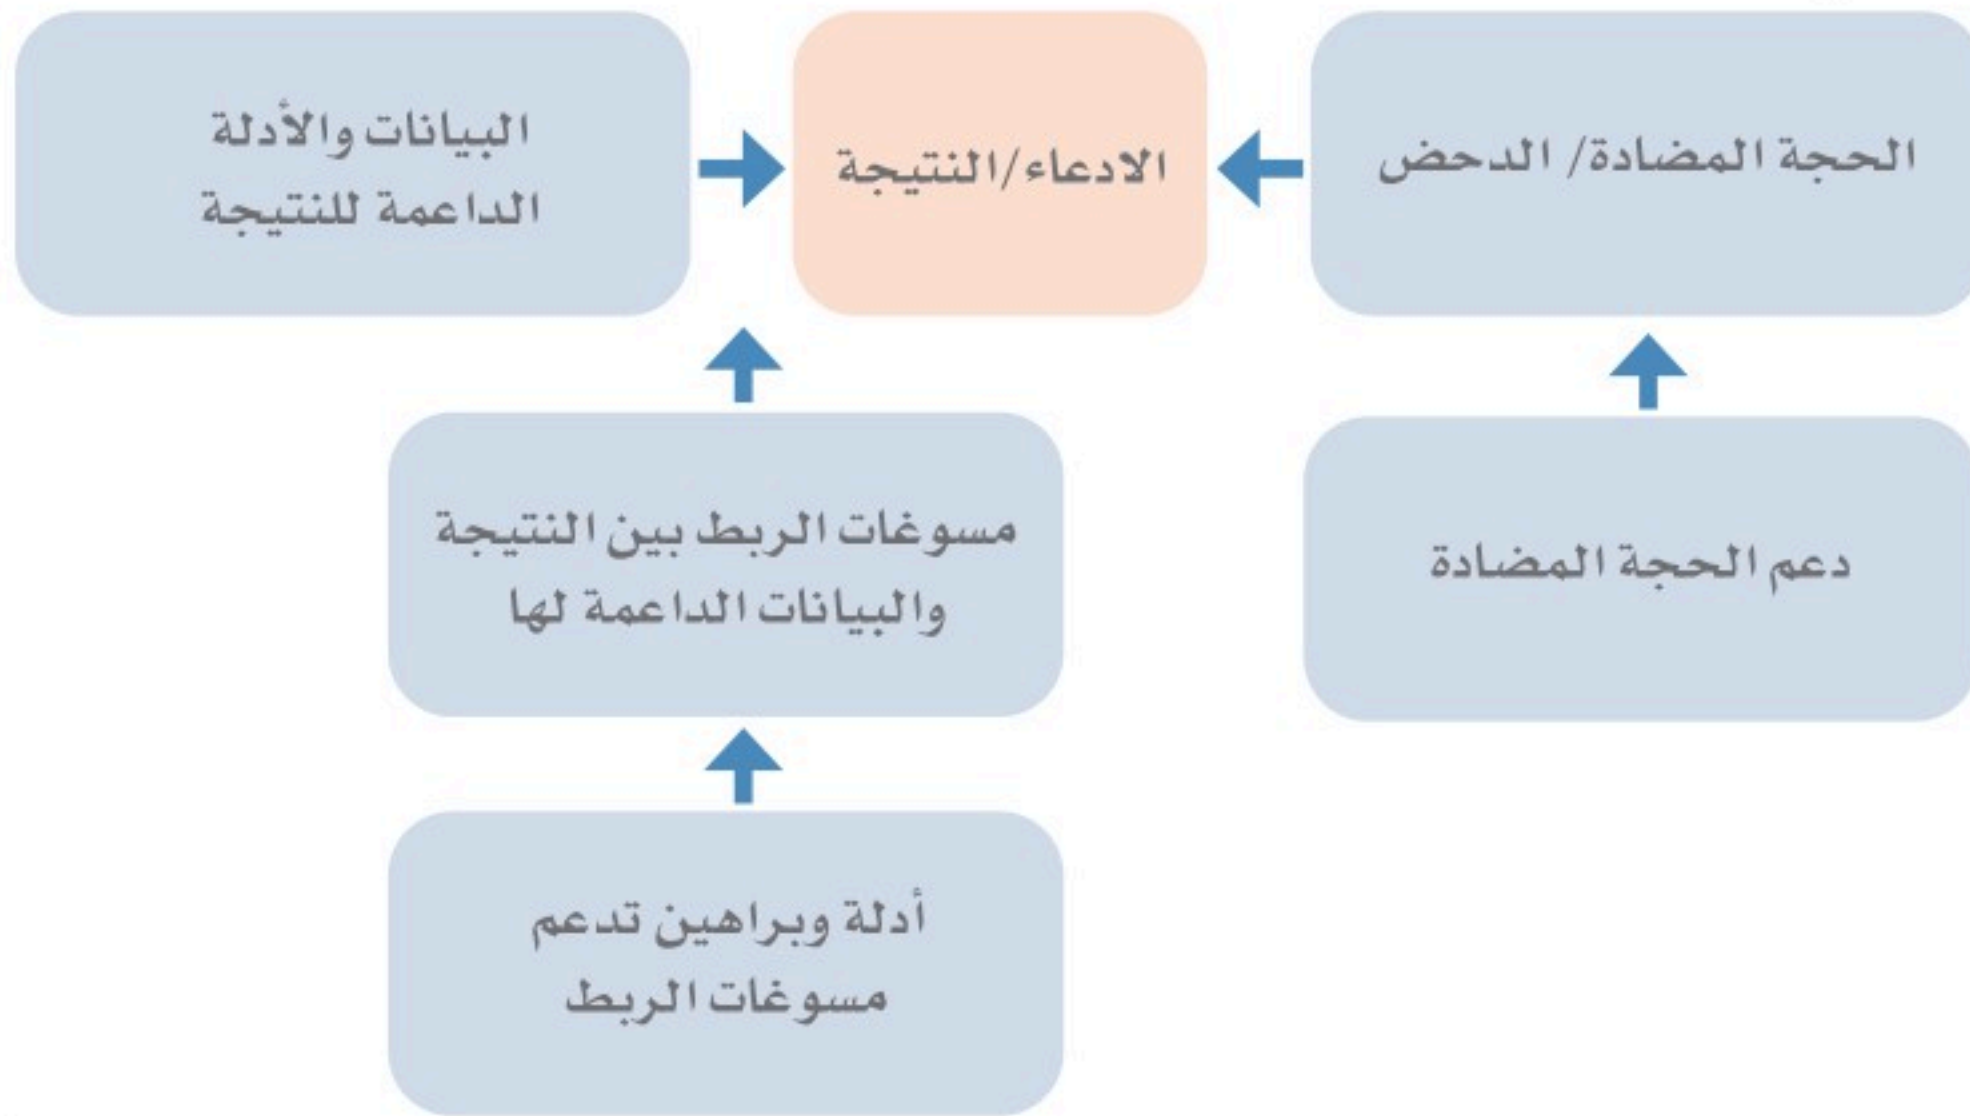 الحجة المضادة/ الدحض
الادعاء/النتيجة
البيانات والأدلة
الداعمة للنتيجة
دعم الحجة المضادة
مسوغات الربط بين النتيجة
والبيانات الداعمة لها
أدلة وبراهين تدعم
مسوغات الربط